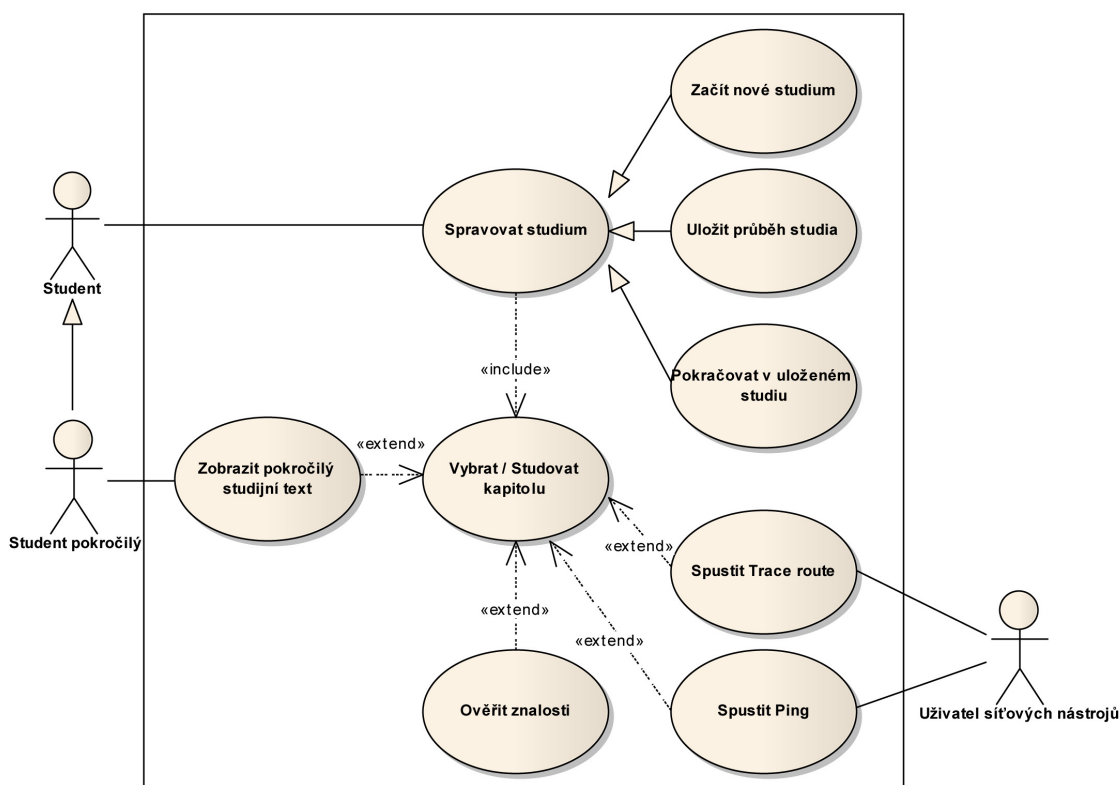 Začít nové studium
Spravovat studium
Uložit průběh studia
Student
«include»
Pokračovat v uloženém
studiu
«extend»
Zobrazit pokročilý
studijní text
Vybrat / Studovat
kapitolu
Student pokročilý
«extend»
Spustit Trace route
«extend»
«extend»
Ověřit znalosti
Spustit Ping
Uživatel síťových nástrojů